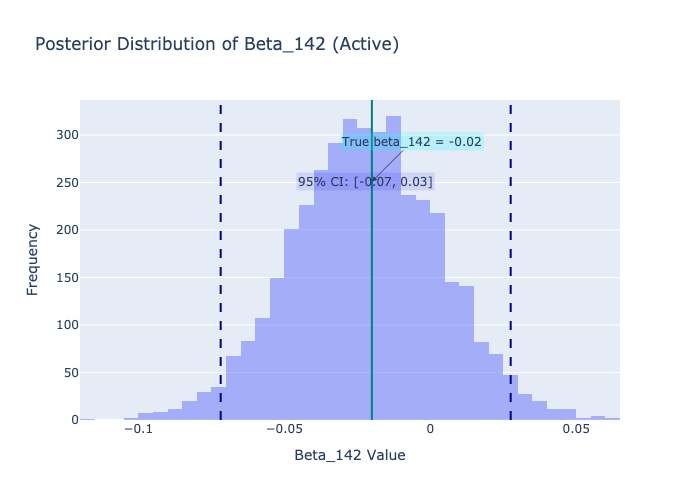 Posterior Distribution of Beta_142 (Active)
True beta_142 = -0.02
95% CI: [-0.07, 0.03]
300
250
200
150
100
50
0
Frequency
−0.1
−0.05
0
0.05
Beta_142 Value